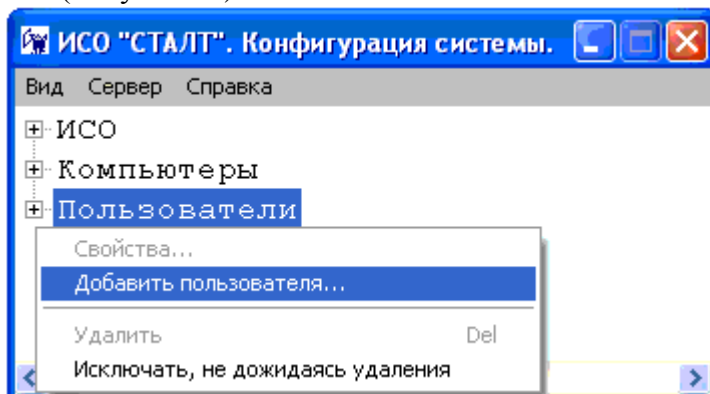 ИСО "СТАЛТ". Конфигурация системы.
Вид Сервер Справка
ИСО
Компьютеры
Пользователи
Свойства...
Добавить пользователя...
Удалить Del
Исключать, не дожидаясь удаления